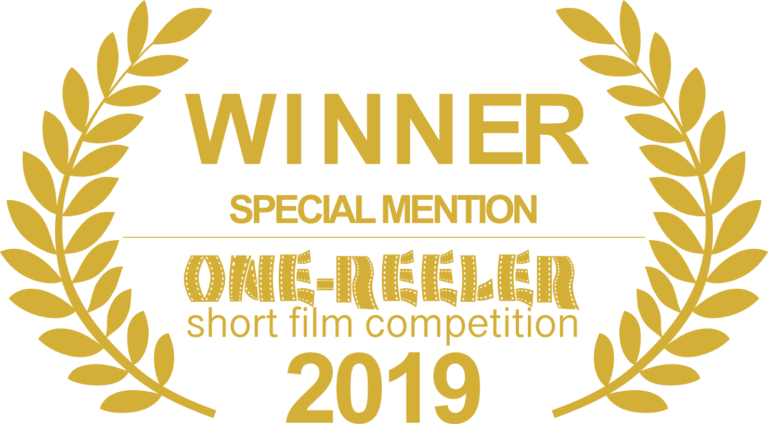 WINNER
SPECIAL MENTION
ONE-REELER
short film competition
2019